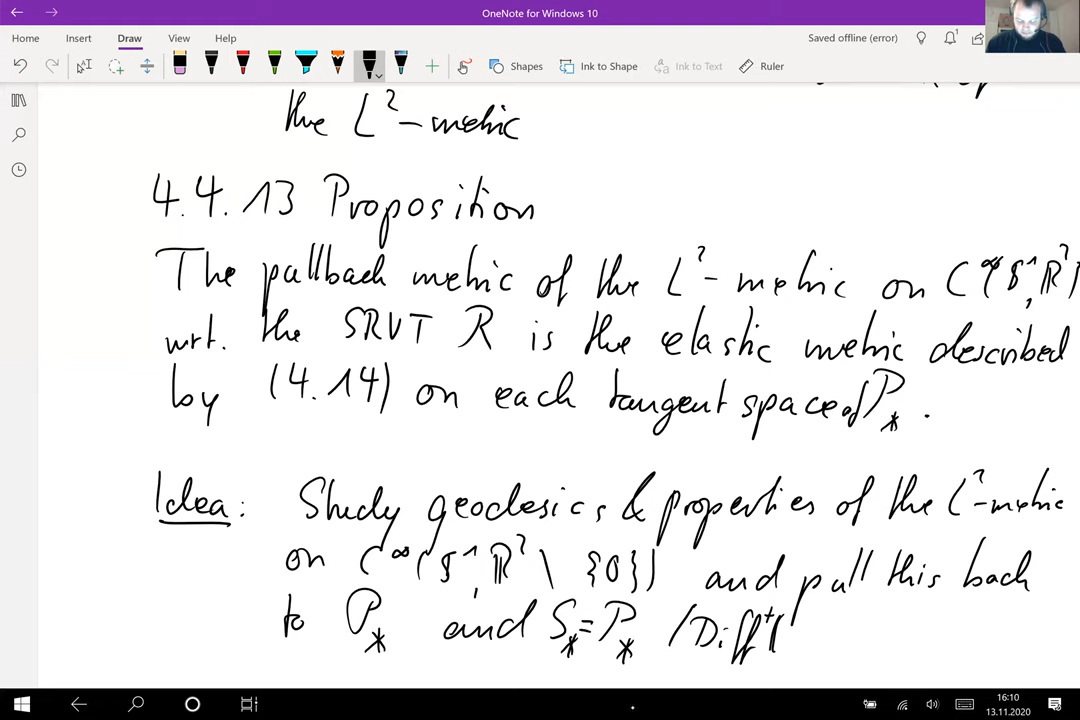 OneNote for Windows 10
Home Insert Draw View Help Saved offline (error)
Shapes Ink to Shape Ink to Text Ruler
the L²-metric
4.4.13 Proposition
The pullback metric of the L²-metric on C^∞(S¹,ℝ²)
wrt. the SRVT R is the elastic metric described
by (4.14) on each tangent space of P_*.
Idea: Study geodesics & properties of the L²-metric
on C^∞(S¹,ℝ² \ {0}) and pull this back
to P_* and S_*=P_* /Diff⁺(
16:10
13.11.2020